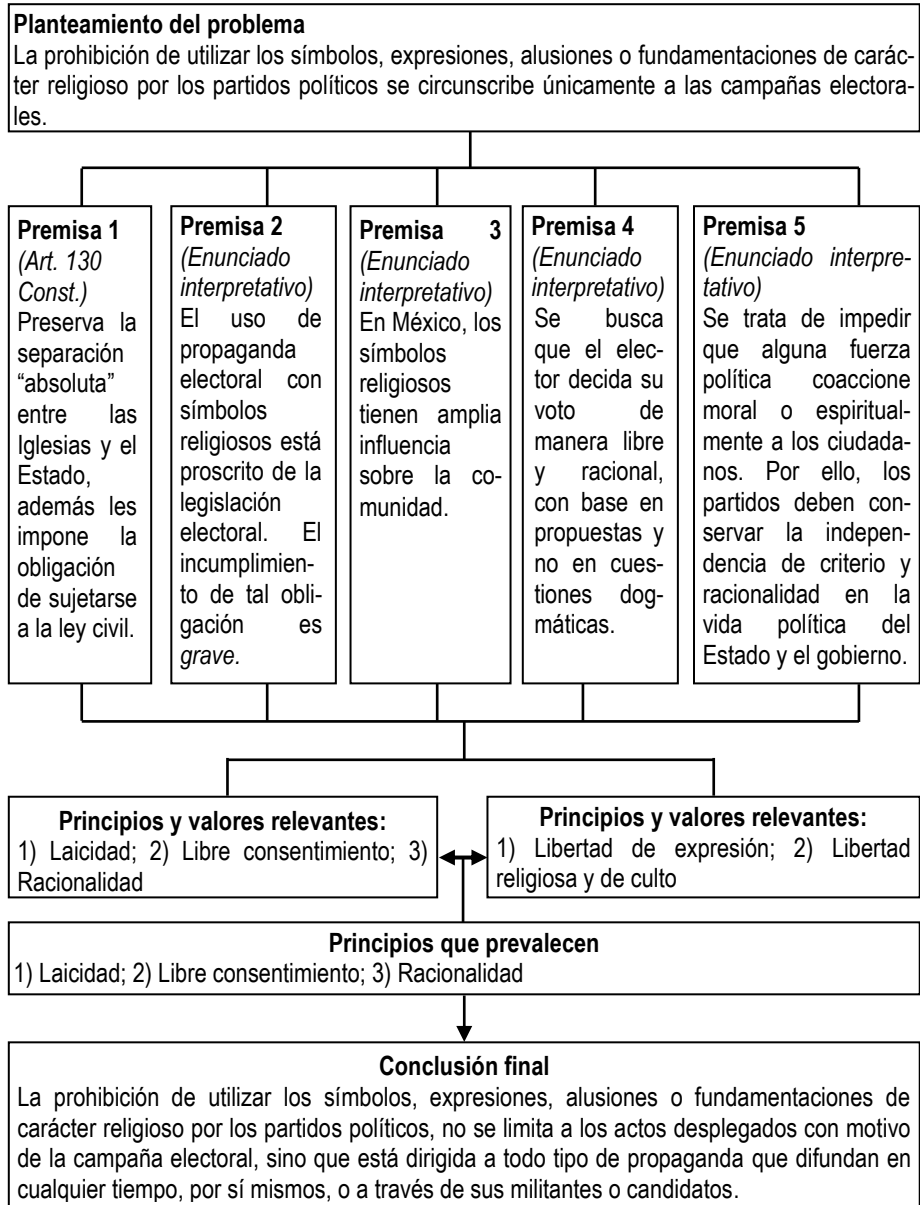 Planteamiento del problema
La prohibición de utilizar los símbolos, expresiones, alusiones o fundamentaciones de carác-
ter religioso por los partidos políticos se circunscribe únicamente a las campañas electora-
les.
Premisa 1
(Art. 130
Const.)
Preserva la
separación
“absoluta”
entre las
Iglesias y el
Estado,
además les
impone la
obligación
de sujetarse
a la ley civil.
Premisa 2
(Enunciado
interpretativo)
El uso de
propaganda
electoral con
símbolos
religiosos está
proscrito de la
legislación
electoral. El
incumplimien-
to de tal obli-
gación es
grave.
Premisa 3
(Enunciado
interpretativo)
En México, los
símbolos
religiosos
tienen amplia
influencia
sobre la co-
munidad.
Premisa 4
(Enunciado
interpretativo)
Se busca
que el elec-
tor decida su
voto de
manera libre
y racional,
con base en
propuestas y
no en cues-
tiones dog-
máticas.
Premisa 5
(Enunciado interpre-
tativo)
Se trata de impedir
que alguna fuerza
política coaccione
moral o espiritual-
mente a los ciudada-
nos. Por ello, los
partidos deben con-
servar la indepen-
dencia de criterio y
racionalidad en la
vida política del
Estado y el gobierno.
Principios y valores relevantes:
1) Laicidad; 2) Libre consentimiento; 3)
Racionalidad
Principios y valores relevantes:
1) Libertad de expresión; 2) Libertad
religiosa y de culto
Principios que prevalecen
1) Laicidad; 2) Libre consentimiento; 3) Racionalidad
Conclusión final
La prohibición de utilizar los símbolos, expresiones, alusiones o fundamentaciones de
carácter religioso por los partidos políticos, no se limita a los actos desplegados con motivo
de la campaña electoral, sino que está dirigida a todo tipo de propaganda que difundan en
cualquier tiempo, por sí mismos, o a través de sus militantes o candidatos.